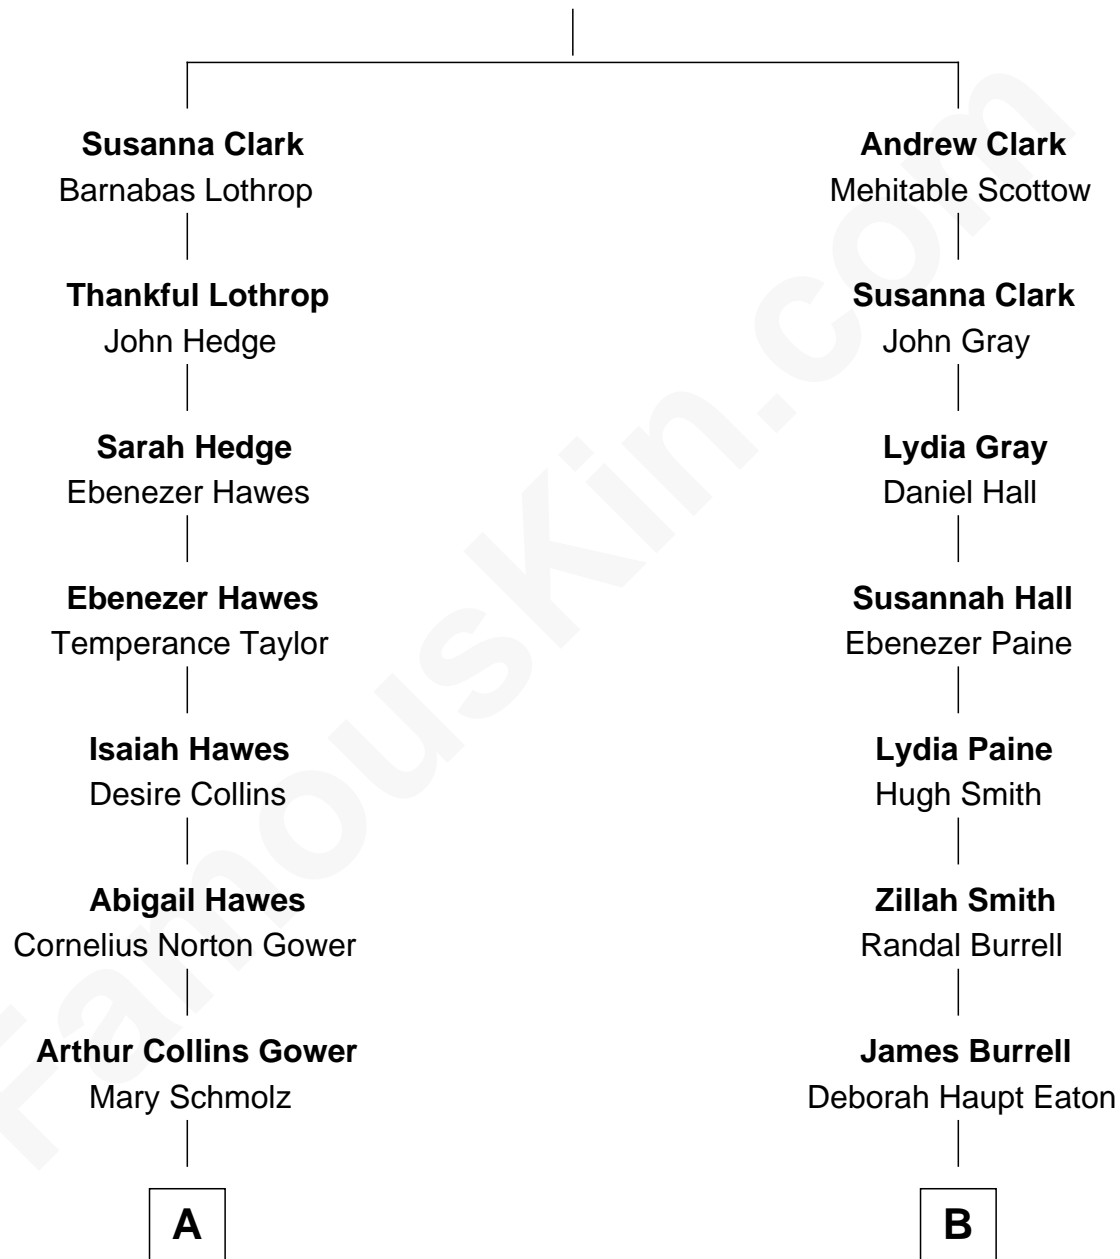 Susanna Clark
Barnabas Lothrop
Andrew Clark
Mehitable Scottow
Thankful Lothrop
John Hedge
Susanna Clark
John Gray
Sarah Hedge
Ebenezer Hawes
Lydia Gray
Daniel Hall
Ebenezer Hawes
Temperance Taylor
Susannah Hall
Ebenezer Paine
Isaiah Hawes
Desire Collins
Lydia Paine
Hugh Smith
Abigail Hawes
Cornelius Norton Gower
Zillah Smith
Randal Burrell
Arthur Collins Gower
Mary Schmolz
James Burrell
Deborah Haupt Eaton
A
B
FamousKin.com